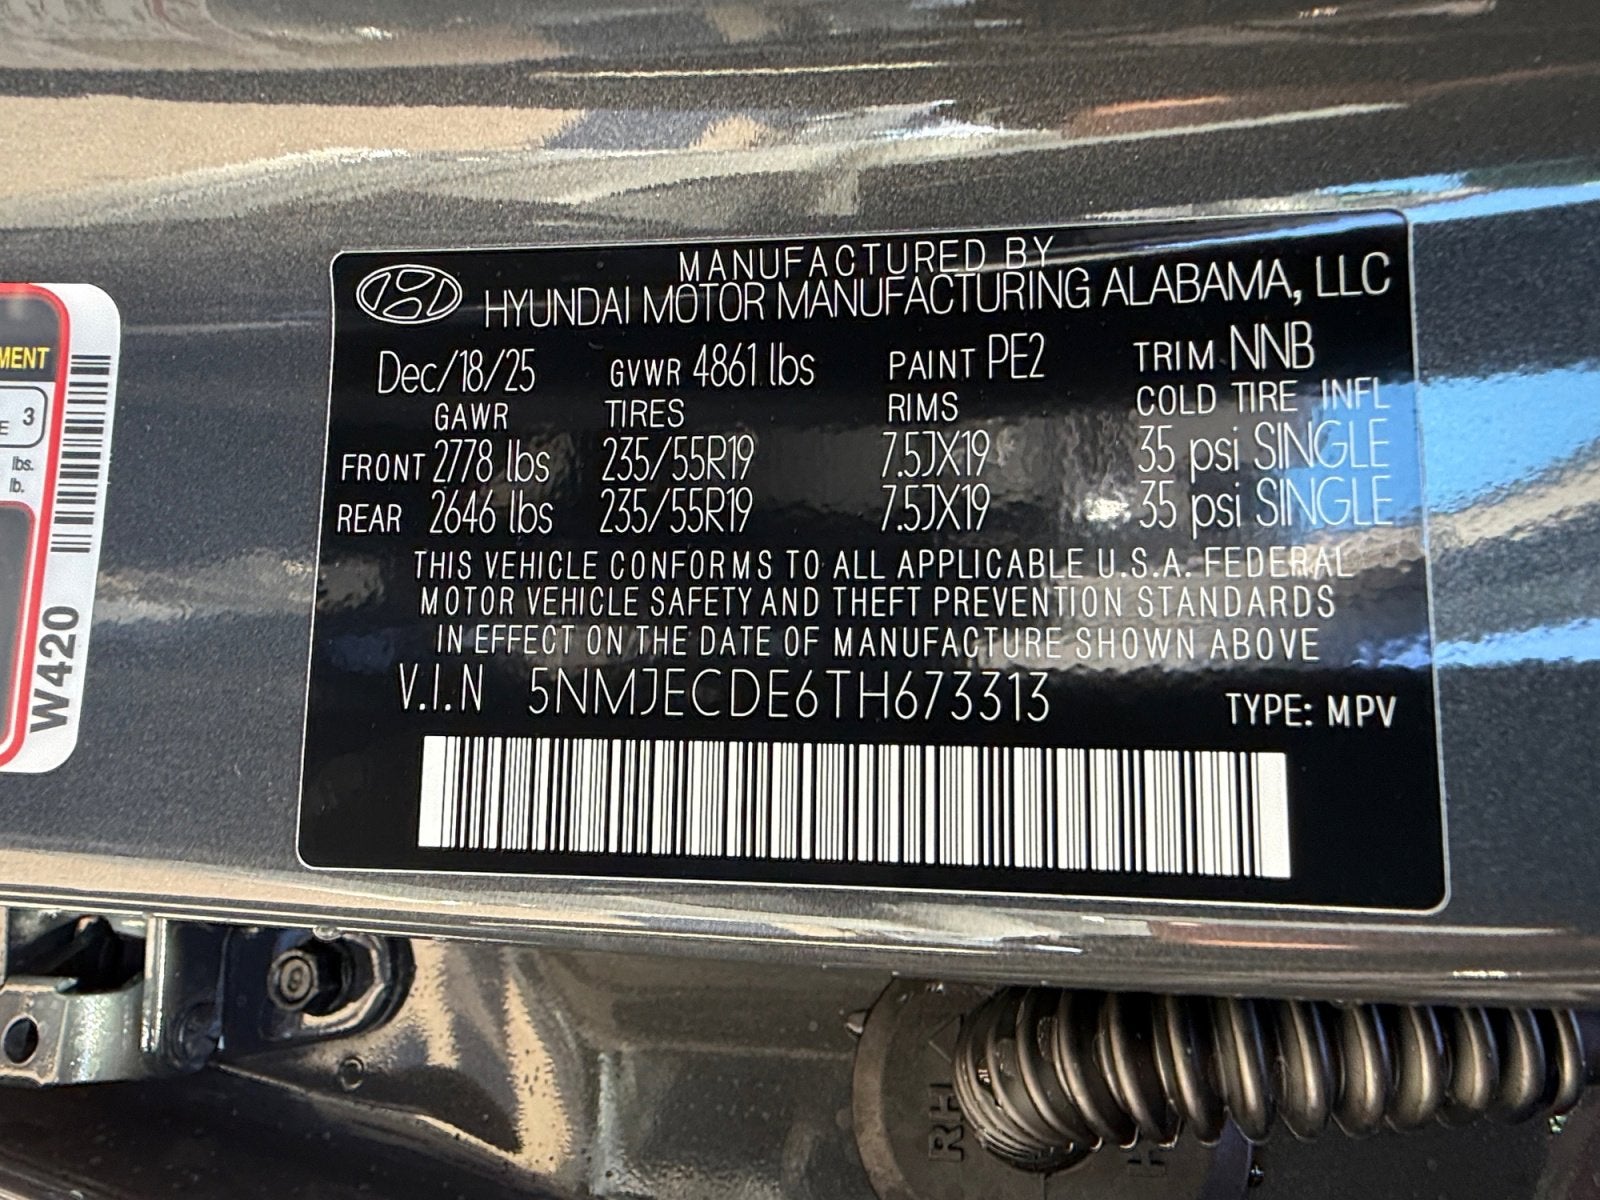 MANUFACTURED BY
HYUNDAI MOTOR MANUFACTURING ALABAMA, LLC
Dec/18/25 GVWR 4861 lbs PAINT PE2 TRIM NNB
GAWR TIRES RIMS COLD TIRE INFL
FRONT 2778 lbs 235/55R19 7.5JX19 35 psi SINGLE
REAR 2646 lbs 235/55R19 7.5JX19 35 psi SINGLE
THIS VEHICLE CONFORMS TO ALL APPLICABLE U.S.A. FEDERAL
MOTOR VEHICLE SAFETY AND THEFT PREVENTION STANDARDS
IN EFFECT ON THE DATE OF MANUFACTURE SHOWN ABOVE
V.I.N 5NMJECDE6TH673313 TYPE: MPV
MENT
E 3
lbs.
lb.
W420
RH